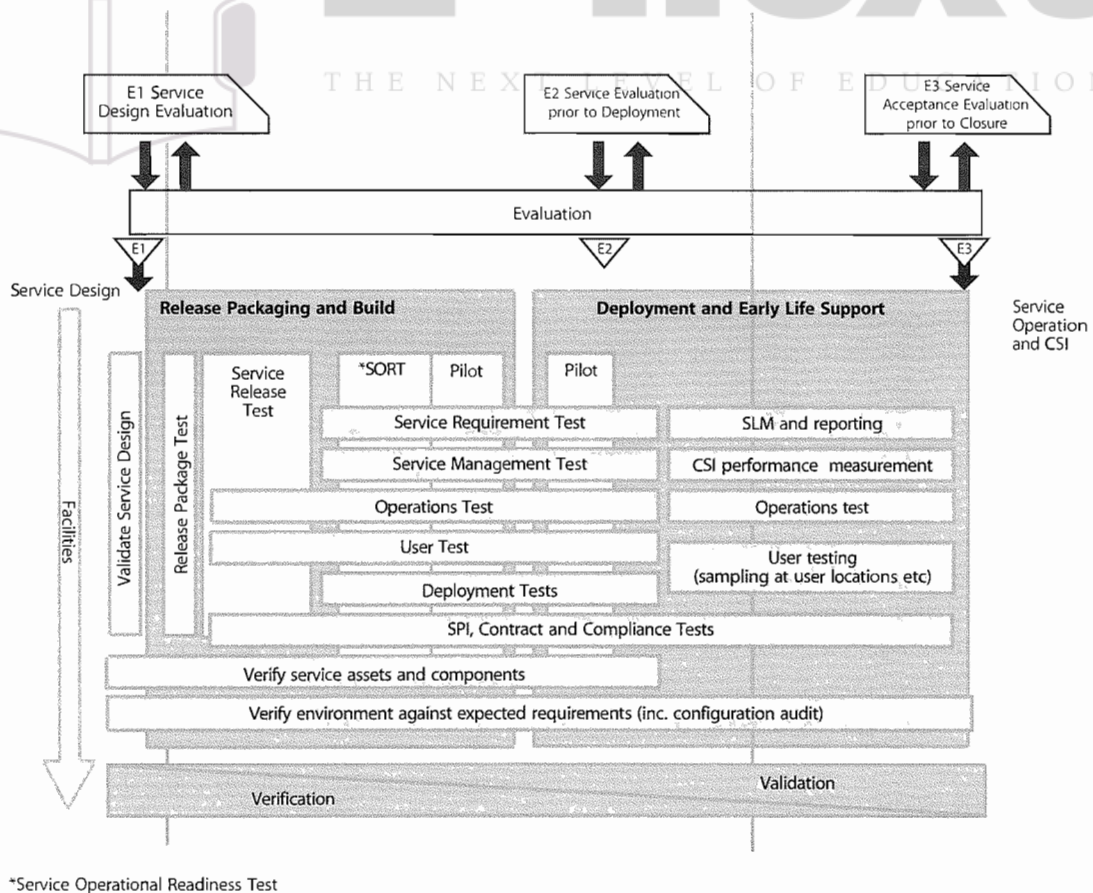 THE NEXT LEVEL OF EDUCATION
E1 Service
Design Evaluation
E2 Service Evaluation
prior to Deployment
E3 Service
Acceptance Evaluation
prior to Closure
Evaluation
E1
E2
E3
Service Design
Release Packaging and Build
Deployment and Early Life Support
Service
Operation
and CSI
Facilities
Validate Service Design
Release Package Test
Service
Release
Test
*SORT
Pilot
Pilot
Service Requirement Test
SLM and reporting
Service Management Test
CSI performance measurement
Operations Test
Operations test
User Test
User testing
(sampling at user locations etc)
Deployment Tests
SPI, Contract and Compliance Tests
Verify service assets and components
Verify environment against expected requirements (inc. configuration audit)
Verification
Validation
*Service Operational Readiness Test